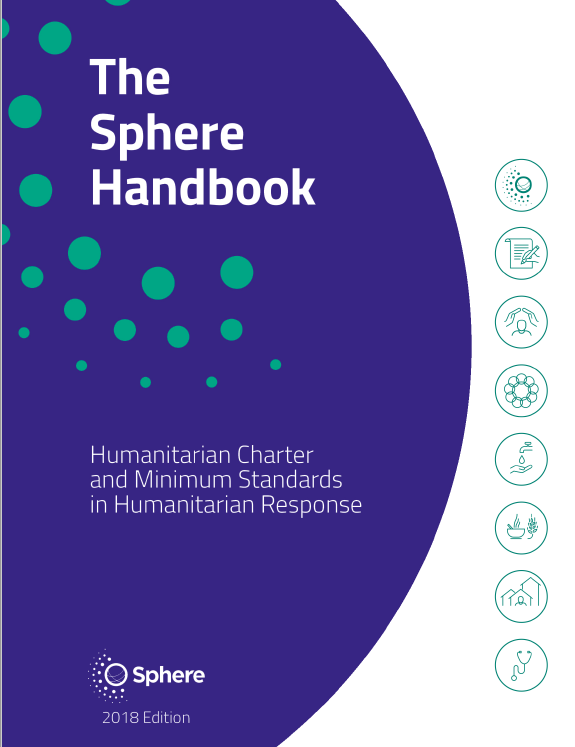 The
Sphere
Handbook
Humanitarian Charter
and Minimum Standards
in Humanitarian Response
Sphere
2018 Edition